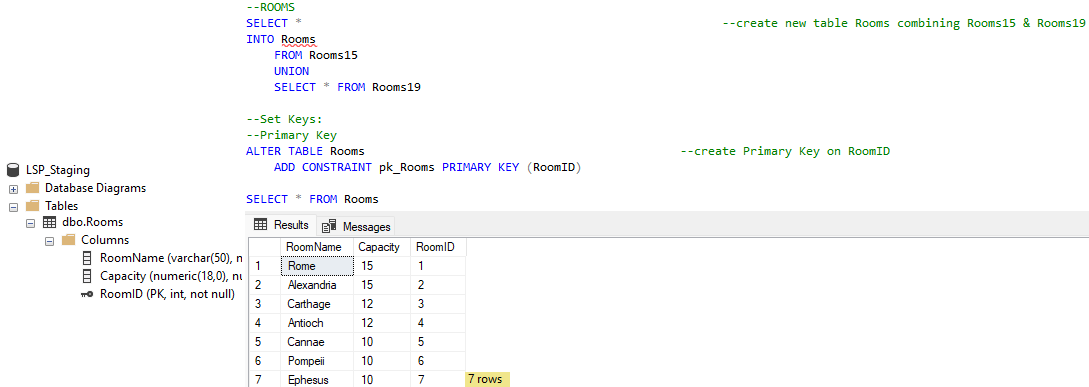 --ROOMS
SELECT * --create new table Rooms combining Rooms15 & Rooms19
INTO Rooms
FROM Rooms15
UNION
SELECT * FROM Rooms19
--Set Keys:
--Primary Key
ALTER TABLE Rooms --create Primary Key on RoomID
ADD CONSTRAINT pk_Rooms PRIMARY KEY (RoomID)
SELECT * FROM Rooms
LSP_Staging
Database Diagrams
Tables
dbo.Rooms
Columns
RoomName (varchar(50), n
Capacity (numeric(18,0), nu
RoomID (PK, int, not null)
Results Messages
RoomName Capacity RoomID
1 Rome 15 1
2 Alexandria 15 2
3 Carthage 12 3
4 Antioch 12 4
5 Cannae 10 5
6 Pompeii 10 6
7 Ephesus 10 7 7 rows